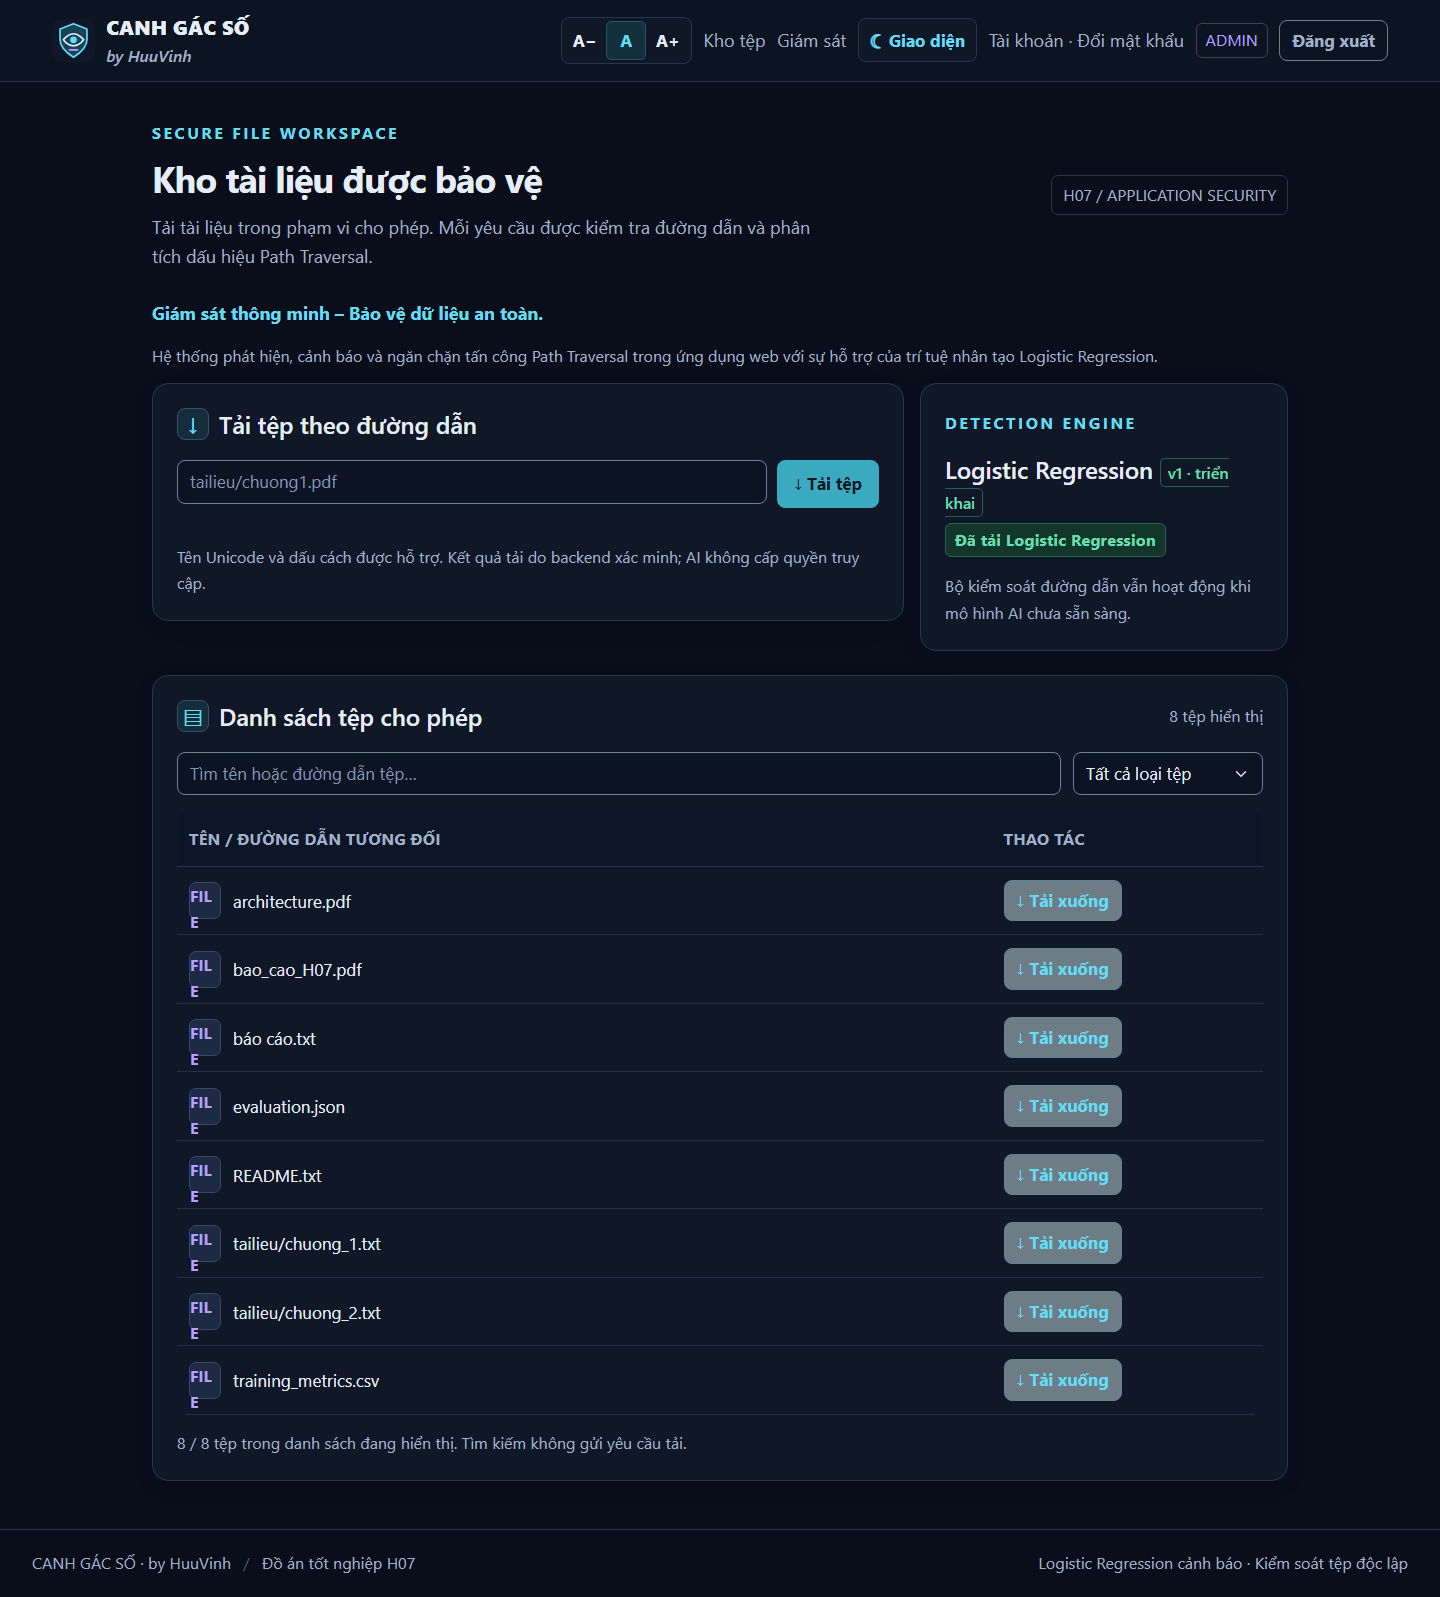 CANH GÁC SỐ
by HuuVinh
A− A A+ Kho tệp Giám sát Giao diện Tài khoản · Đổi mật khẩu ADMIN Đăng xuất
SECURE FILE WORKSPACE
Kho tài liệu được bảo vệ
H07 / APPLICATION SECURITY
Tải tài liệu trong phạm vi cho phép. Mỗi yêu cầu được kiểm tra đường dẫn và phân
tích dấu hiệu Path Traversal.
Giám sát thông minh – Bảo vệ dữ liệu an toàn.
Hệ thống phát hiện, cảnh báo và ngăn chặn tấn công Path Traversal trong ứng dụng web với sự hỗ trợ của trí tuệ nhân tạo Logistic Regression.
↓ Tải tệp theo đường dẫn
tailieu/chuong1.pdf
↓ Tải tệp
Tên Unicode và dấu cách được hỗ trợ. Kết quả tải do backend xác minh; AI không cấp quyền truy
cập.
DETECTION ENGINE
Logistic Regression v1 · triển
khai
Đã tải Logistic Regression
Bộ kiểm soát đường dẫn vẫn hoạt động khi
mô hình AI chưa sẵn sàng.
Danh sách tệp cho phép
8 tệp hiển thị
Tìm tên hoặc đường dẫn tệp...
Tất cả loại tệp
TÊN / ĐƯỜNG DẪN TƯƠNG ĐỐI THAO TÁC
FIL
E
architecture.pdf
↓ Tải xuống
FIL
E
bao_cao_H07.pdf
↓ Tải xuống
FIL
E
báo cáo.txt
↓ Tải xuống
FIL
E
evaluation.json
↓ Tải xuống
FIL
E
README.txt
↓ Tải xuống
FIL
E
tailieu/chuong_1.txt
↓ Tải xuống
FIL
E
tailieu/chuong_2.txt
↓ Tải xuống
FIL
E
training_metrics.csv
↓ Tải xuống
8 / 8 tệp trong danh sách đang hiển thị. Tìm kiếm không gửi yêu cầu tải.
CANH GÁC SỐ · by HuuVinh / Đồ án tốt nghiệp H07
Logistic Regression cảnh báo · Kiểm soát tệp độc lập